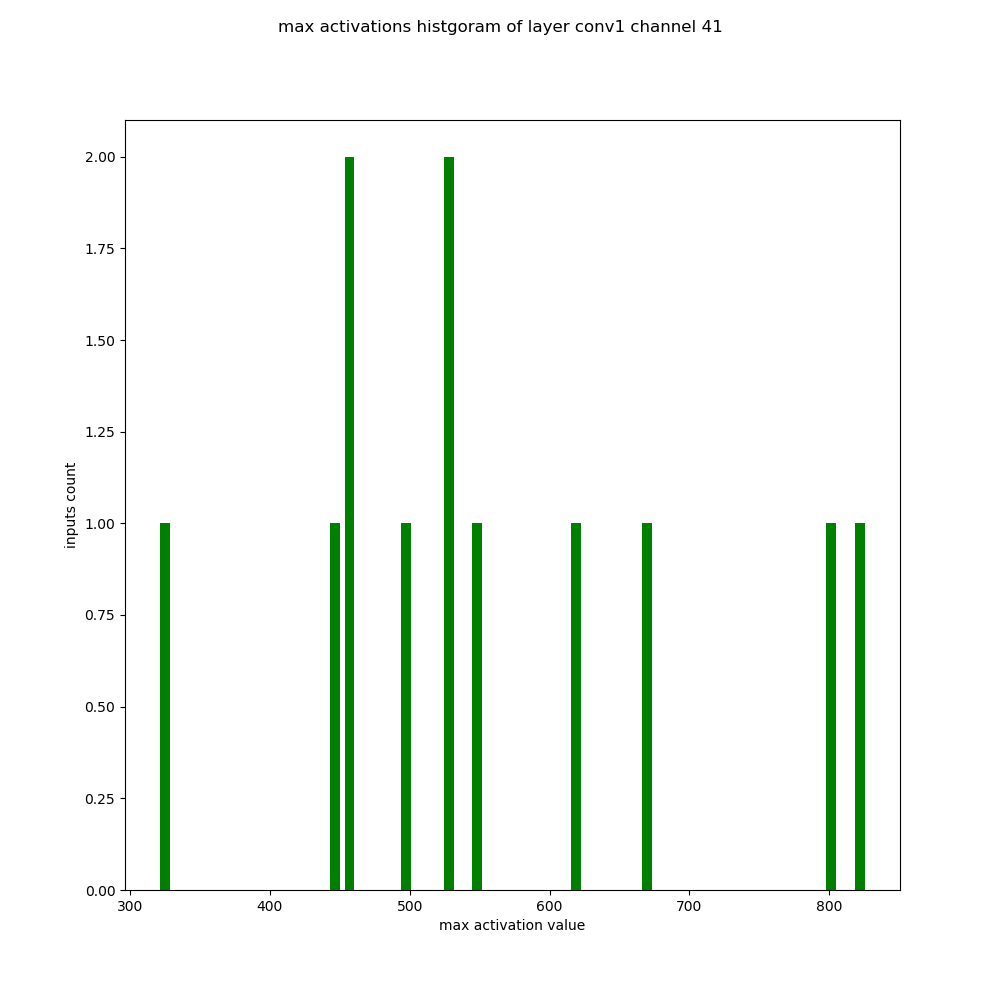 max activations histgoram of layer conv1 channel 41
2.00
1.75
1.50
1.25
1.00
0.75
0.50
0.25
0.00
inputs count
300 400 500 600 700 800
max activation value